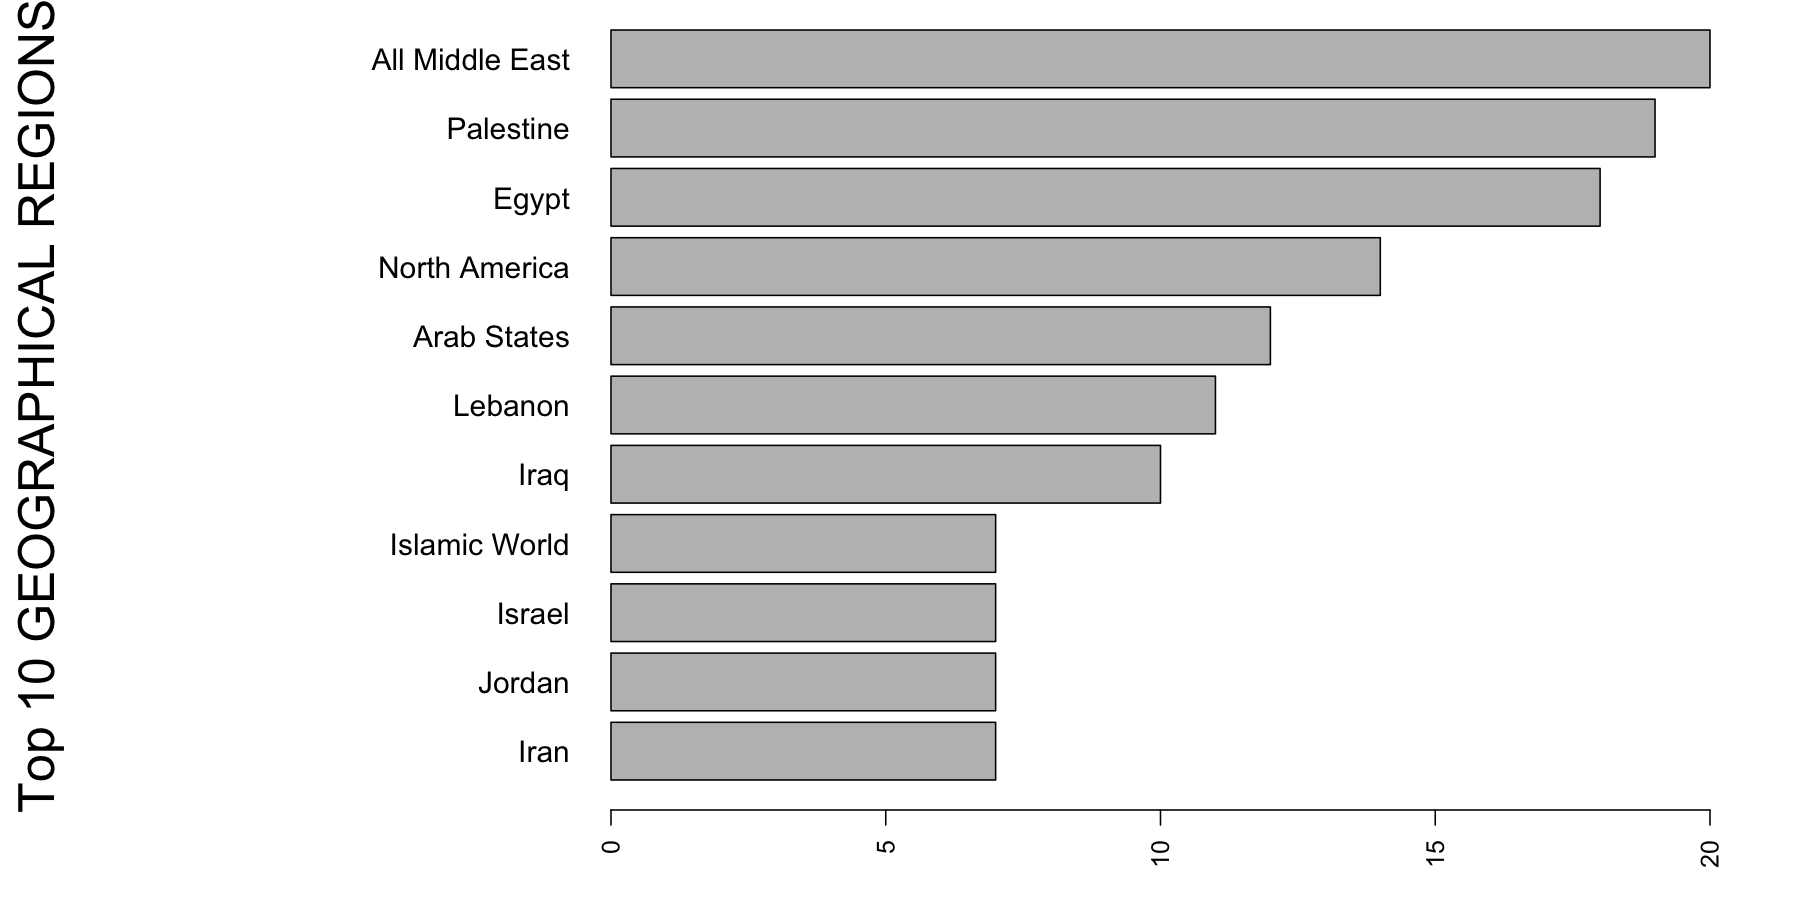 Top 10 GEOGRAPHICAL REGIONS
All Middle East
Palestine
Egypt
North America
Arab States
Lebanon
Iraq
Islamic World
Israel
Jordan
Iran
0
5
10
15
20